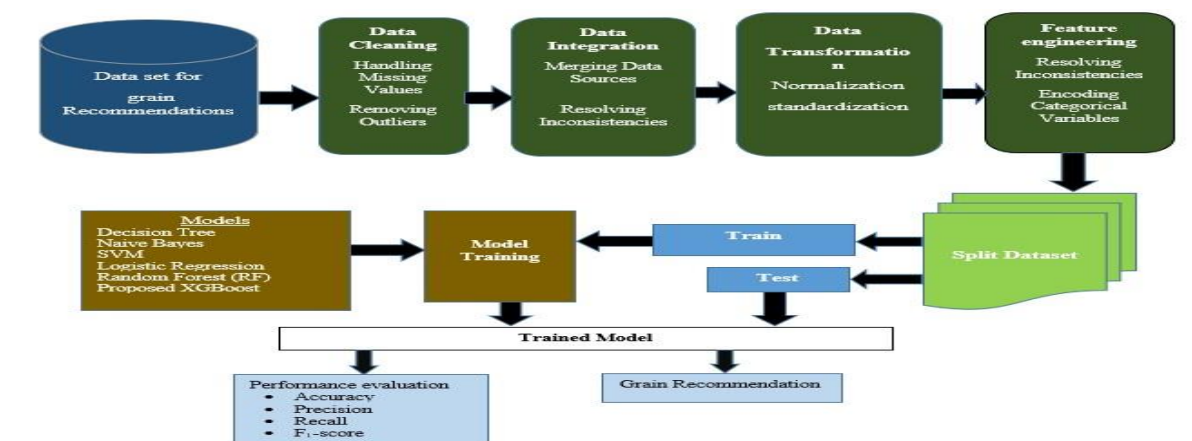 Data set for
grain
Recommendations
Data
Cleaning
Handling
Missing
Values
Removing
Outliers
Data
Integration
Merging Data
Sources
Resolving
Inconsistencies
Data
Transformatio
n
Normalization
standardization
Feature
engineering
Resolving
Inconsistencies
Encoding
Categorical
Variables
Models
Decision Tree
Naive Bayes
SVM
Logistic Regression
Random Forest (RF)
Proposed XGBoost
Model
Training
Train
Test
Split Dataset
Trained Model
Performance evaluation
• Accuracy
• Precision
• Recall
• F₁-score
Grain Recommendation